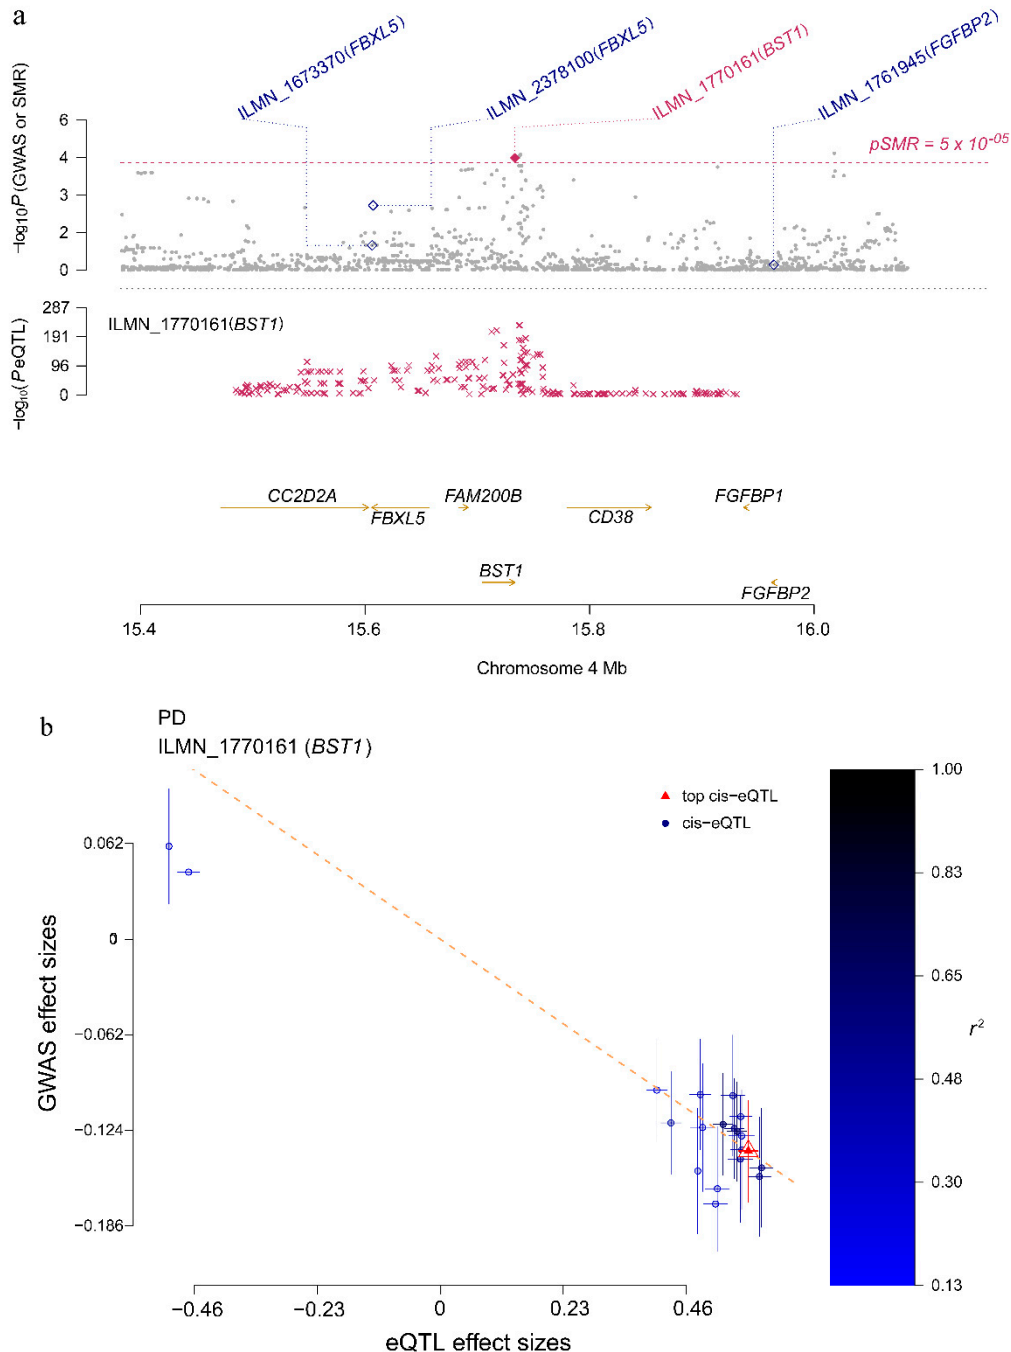 a
ILMN_1673370(FBXL5)
ILMN_2378100(FBXL5)
ILMN_1770161(BST1)
ILMN_1761945(FGFBP2)
−log10P(GWAS or SMR)
6
4
3
2
1
0
pSMR = 5 x 10⁻⁰⁵
−log₁₀(PeQTL)
287
191
96
0
ILMN_1770161(BST1)
CC2D2A
FAM200B
FGFBP1
FBXL5
CD38
BST1
FGFBP2
15.4 15.6 15.8 16.0
Chromosome 4 Mb
b
PD
ILMN_1770161 (BST1)
top cis−eQTL
cis−eQTL
GWAS effect sizes
0.062
0
−0.062
−0.124
−0.186
−0.46 −0.23 0 0.23 0.46
eQTL effect sizes
1.00
0.83
0.65
0.48
0.30
0.13
r²